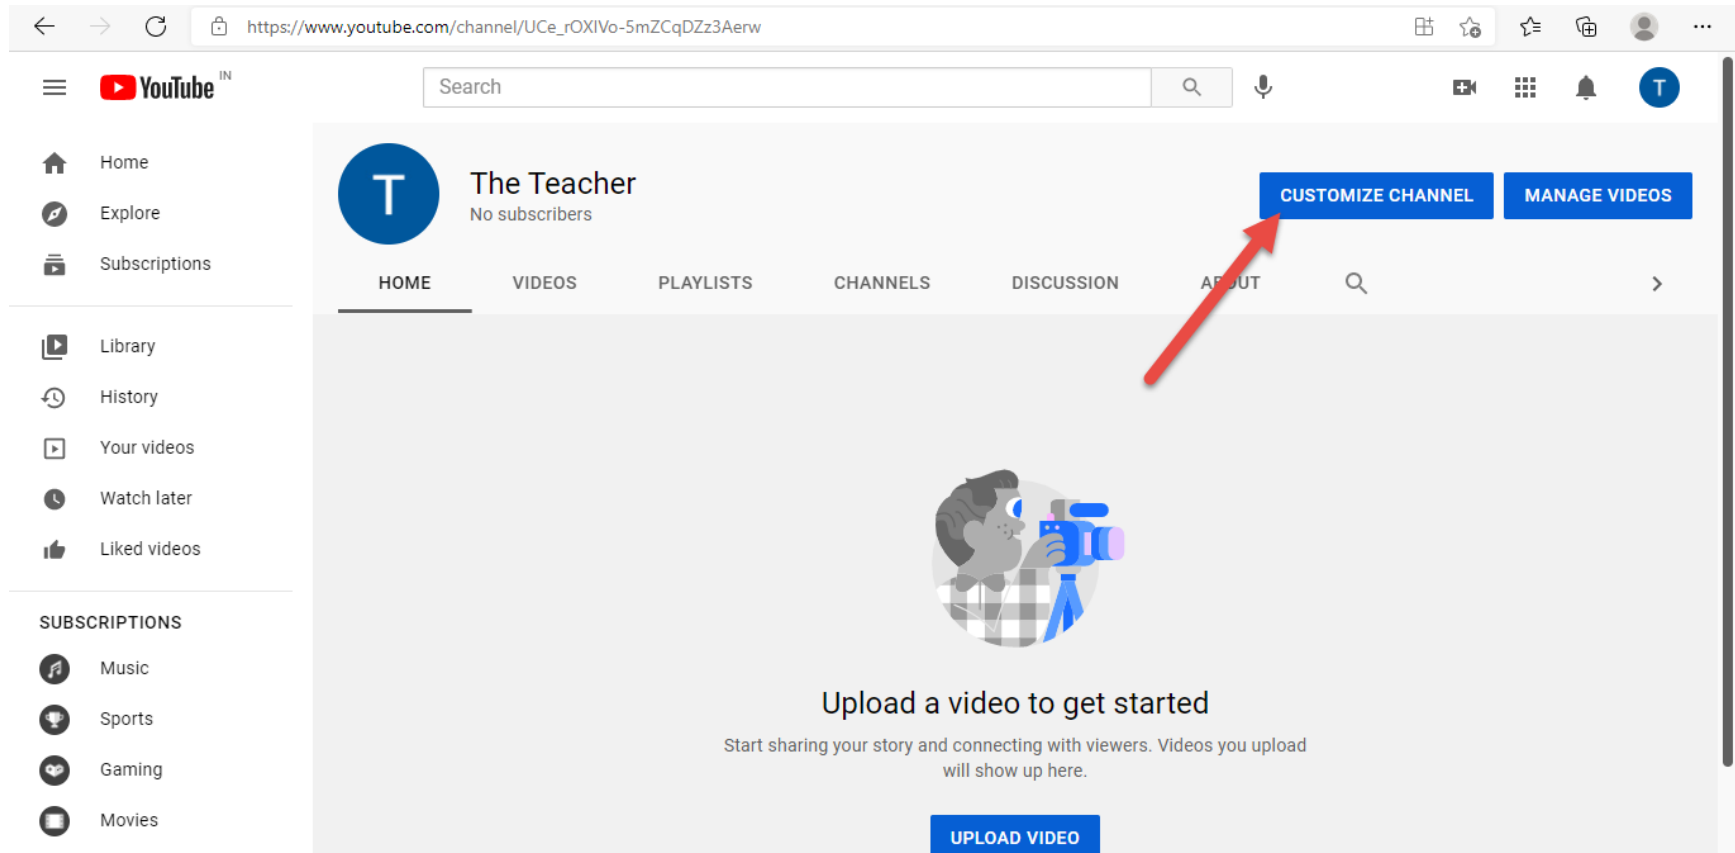 https://www.youtube.com/channel/UCe_rOXIVo-5mZCqDZz3Aerw
YouTube IN
Search
T
Home
Explore
Subscriptions
Library
History
Your videos
Watch later
Liked videos
SUBSCRIPTIONS
Music
Sports
Gaming
Movies
T
The Teacher
No subscribers
CUSTOMIZE CHANNEL
MANAGE VIDEOS
HOME
VIDEOS
PLAYLISTS
CHANNELS
DISCUSSION
ABOUT
Upload a video to get started
Start sharing your story and connecting with viewers. Videos you upload
will show up here.
UPLOAD VIDEO